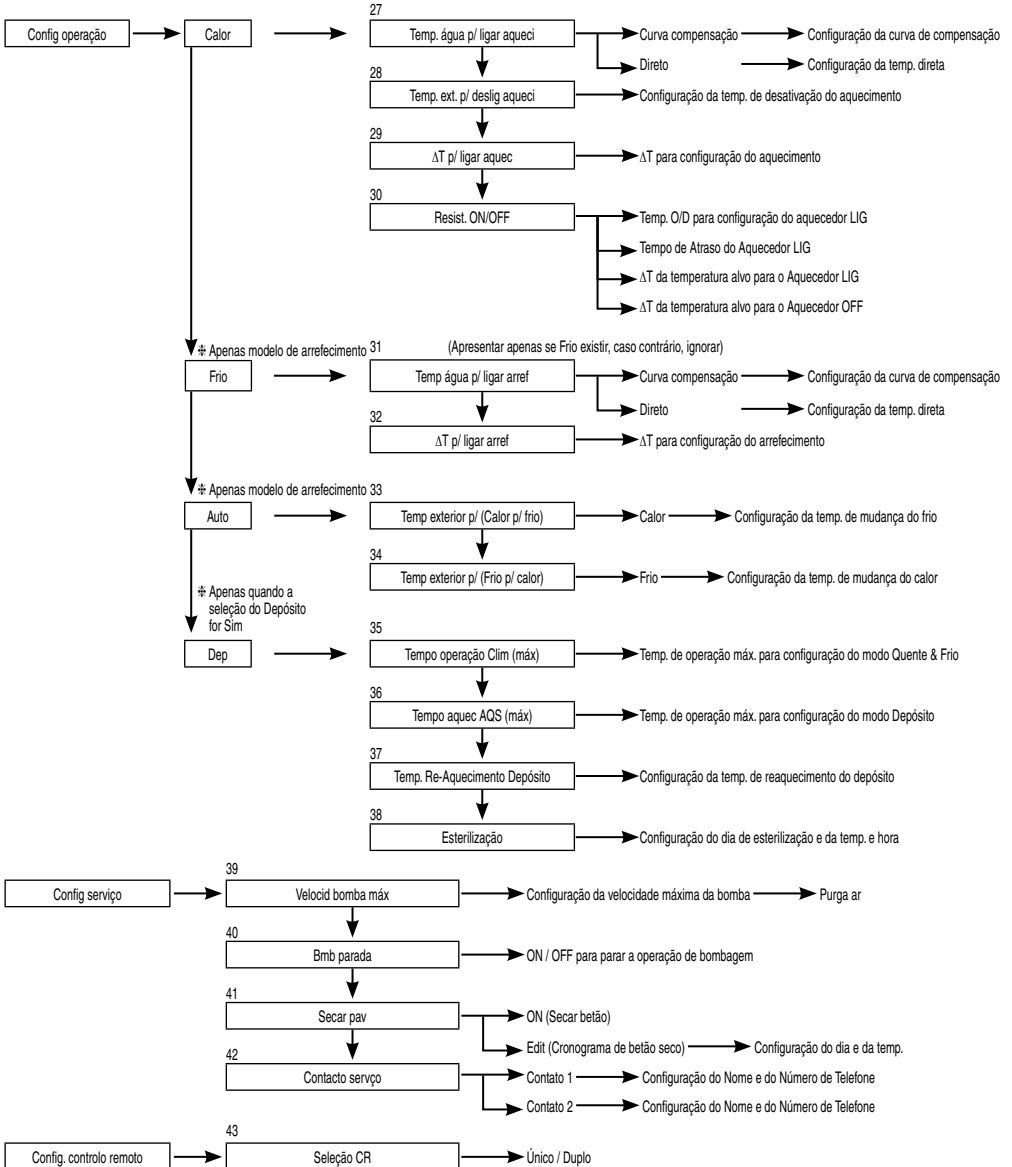 27
Config operação
Calor
Temp. água p/ ligar aqueci
Curva compensação
Configuração da curva de compensação
Direto
Configuração da temp. direta
28
Temp. ext. p/ deslig aqueci
Configuração da temp. de desativação do aquecimento
29
ΔT p/ ligar aquec
ΔT para configuração do aquecimento
30
Resist. ON/OFF
Temp. O/D para configuração do aquecedor LIG
Tempo de Atraso do Aquecedor LIG
ΔT da temperatura alvo para o Aquecedor LIG
ΔT da temperatura alvo para o Aquecedor OFF
⁜ Apenas modelo de arrefecimento
31
(Apresentar apenas se Frio existir, caso contrário, ignorar)
Frio
Temp água p/ ligar arref
Curva compensação
Configuração da curva de compensação
Direto
Configuração da temp. direta
32
ΔT p/ ligar arref
ΔT para configuração do arrefecimento
⁜ Apenas modelo de arrefecimento
33
Auto
Temp exterior p/ (Calor p/ frio)
Calor
Configuração da temp. de mudança do frio
34
Temp exterior p/ (Frio p/ calor)
Frio
Configuração da temp. de mudança do calor
⁜ Apenas quando a
seleção do Depósito
for Sim
35
Dep
Tempo operação Clim (máx)
Temp. de operação máx. para configuração do modo Quente & Frio
36
Tempo aquec AQS (máx)
Temp. de operação máx. para configuração do modo Depósito
37
Temp. Re-Aquecimento Depósito
Configuração da temp. de reaquecimento do depósito
38
Esterilização
Configuração do dia de esterilização e da temp. e hora
39
Config serviço
Velocid bomba máx
Configuração da velocidade máxima da bomba
Purga ar
40
Bmb parada
ON / OFF para parar a operação de bombagem
41
Secar pav
ON (Secar betão)
Edit (Cronograma de betão seco)
Configuração do dia e da temp.
42
Contacto servço
Contato 1
Configuração do Nome e do Número de Telefone
Contato 2
Configuração do Nome e do Número de Telefone
43
Config. controlo remoto
Seleção CR
Único / Duplo